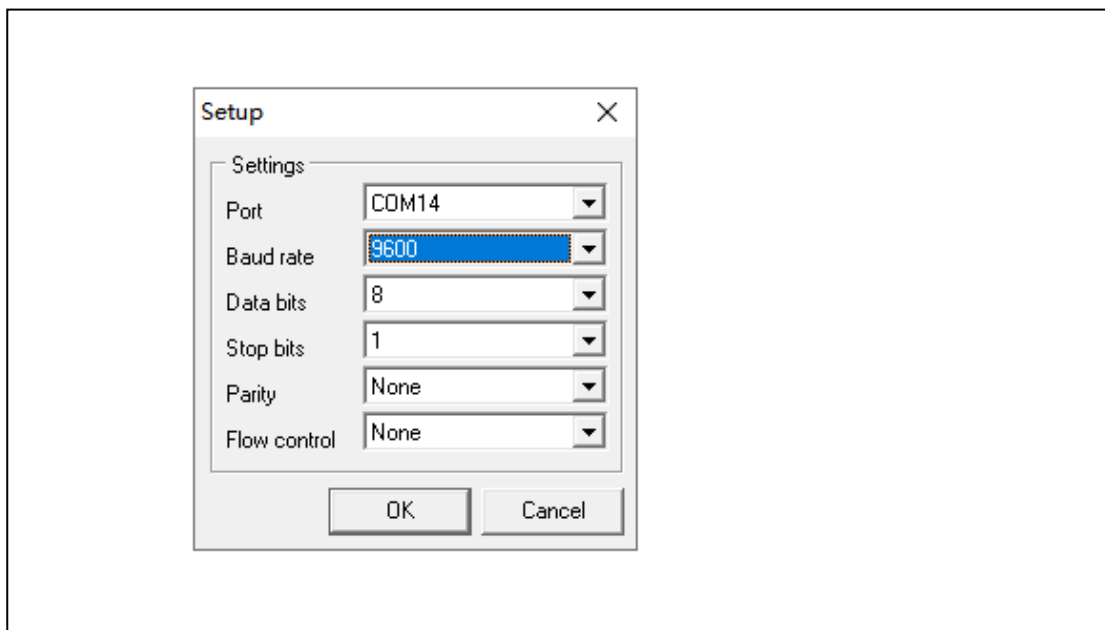 Setup
Settings
Port COM14
Baud rate 9600
Data bits 8
Stop bits 1
Parity None
Flow control None
OK Cancel